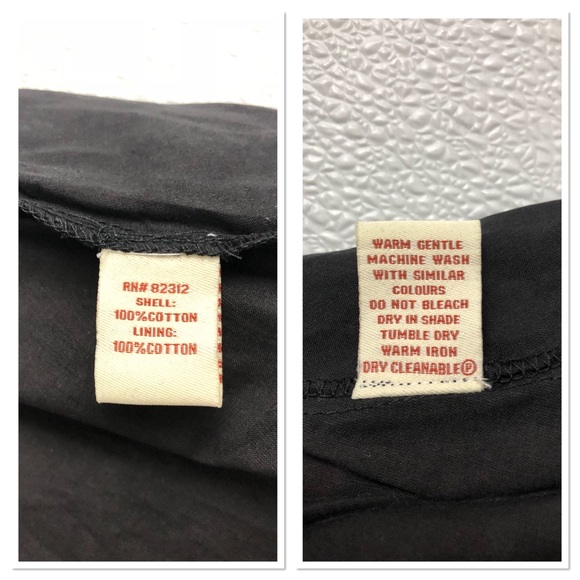 RN# 82312
SHELL:
100%COTTON
LINING:
100%COTTON
WARM GENTLE
MACHINE WASH
WITH SIMILAR
COLOURS
DO NOT BLEACH
DRY IN SHADE
TUMBLE DRY
WARM IRON
DRY CLEANABLE Ⓟ